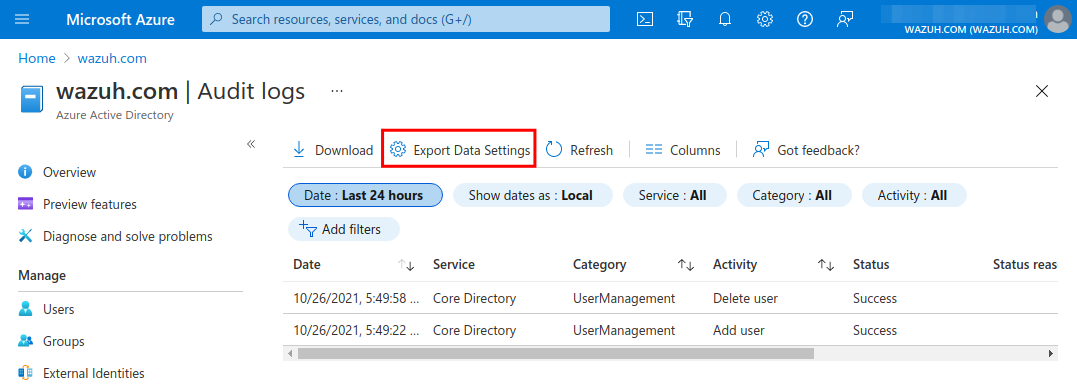 Microsoft Azure
Search resources, services, and docs (G+/)
WAZUH.COM (WAZUH.COM)
Home > wazuh.com
wazuh.com | Audit logs ...
Azure Active Directory
«
Download
Export Data Settings
Refresh
Columns
Got feedback?
Overview
Preview features
Diagnose and solve problems
Manage
Users
Groups
External Identities
Date : Last 24 hours
Show dates as : Local
Service : All
Category : All
Activity : All
Add filters
Date Service Category Activity Status Status reas
10/26/2021, 5:49:58 ... Core Directory UserManagement Delete user Success
10/26/2021, 5:49:22 ... Core Directory UserManagement Add user Success